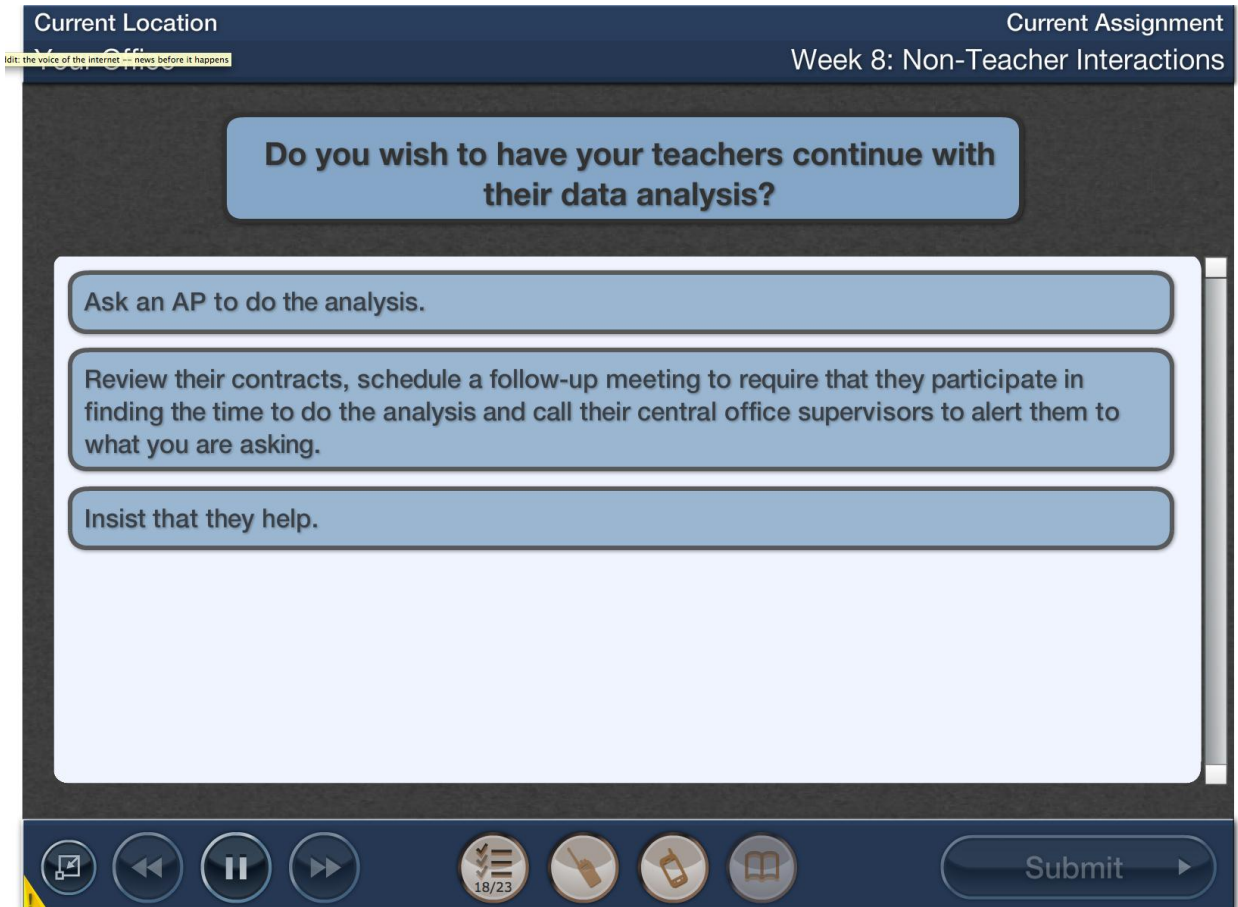 Current Location
Current Assignment
dit: the voice of the internet -- news before it happens
Your Office
Week 8: Non-Teacher Interactions
Do you wish to have your teachers continue with
their data analysis?
Ask an AP to do the analysis.
Review their contracts, schedule a follow-up meeting to require that they participate in
finding the time to do the analysis and call their central office supervisors to alert them to
what you are asking.
Insist that they help.
18/23
Submit
!